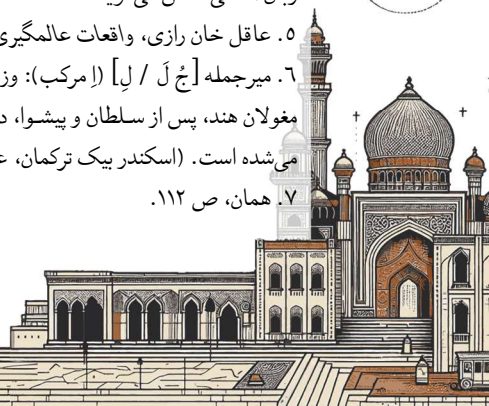 ۵. عاقل خان رازی، واقعات عالمگیری
۶. میرجمله [جُ لَ / لِ] (اِ مرکب): وز
مغولان هند، پس از سلطان و پیشوا، د
می‌شده است. (اسکندر بیک ترکمان، ع
۷. همان، ص ۱۱۲.